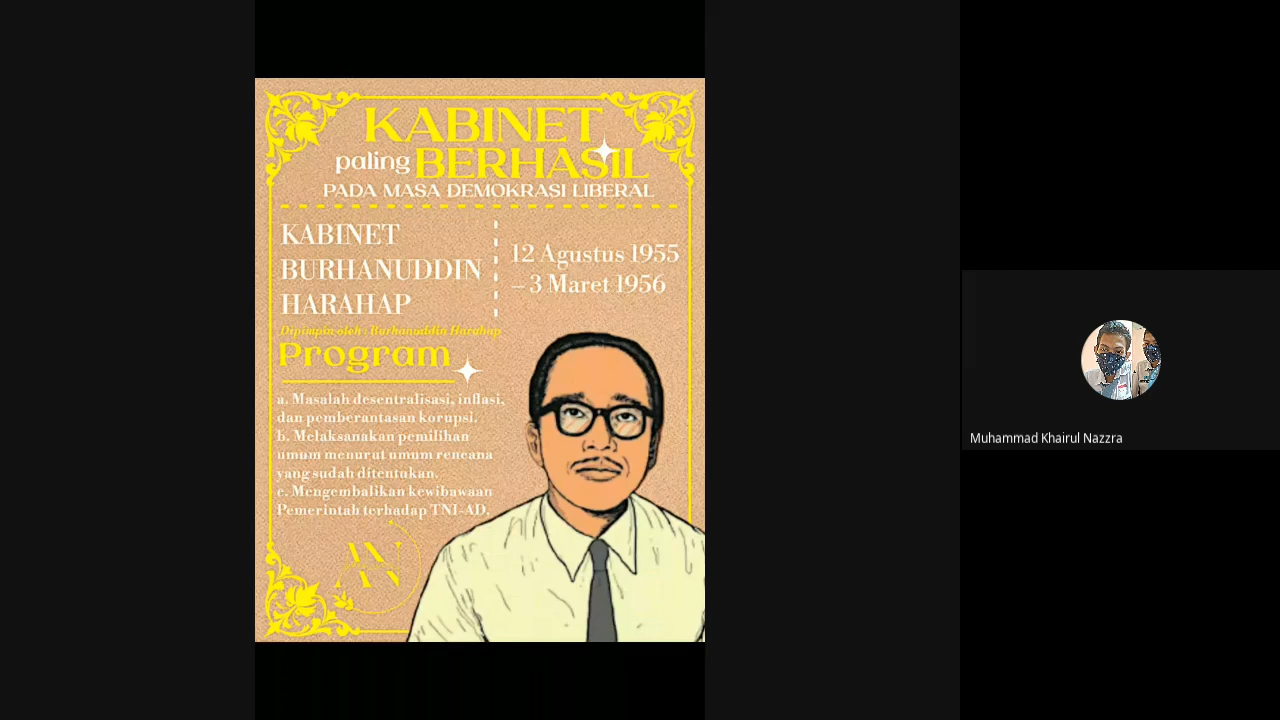 KABINET
paling BERHASIL
PADA MASA DEMOKRASI LIBERAL
KABINET
BURHANUDDIN
HARAHAP
12 Agustus 1955
– 3 Maret 1956
Dipimpin oleh : Burhanuddin Harahap
Program
a. Masalah desentralisasi, inflasi,
dan pemberantasan korupsi.
b. Melaksanakan pemilihan
umum menurut umum rencana
yang sudah ditentukan.
c. Mengembalikan kewibawaan
Pemerintah terhadap TNI-AD,
Muhammad Khairul Nazzra